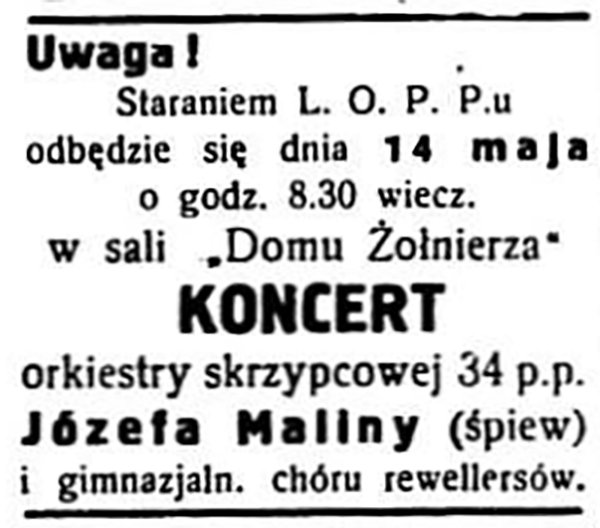 Uwaga!
Staraniem L. O. P. P.u
odbędzie się dnia 14 maja
o godz. 8.30 wiecz.
w sali „Domu Żołnierza“
KONCERT
orkiestry skrzypcowej 34 p.p.
Józefa Maliny (śpiew)
i gimnazjaln. chóru rewellersów.